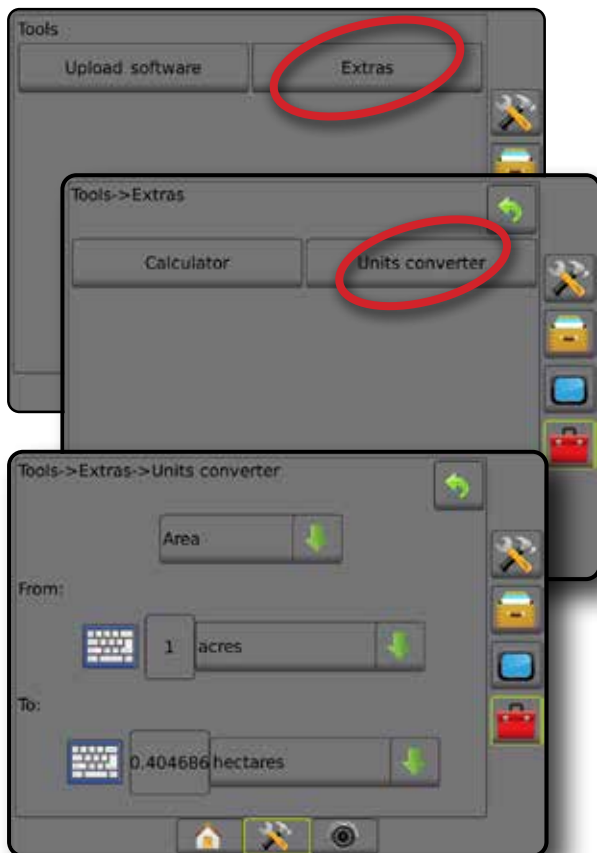 Tools
Upload software
Extras
Tools->Extras
Calculator
Units converter
Tools->Extras->Units converter
Area
From:
1 acres
To:
0.404686 hectares